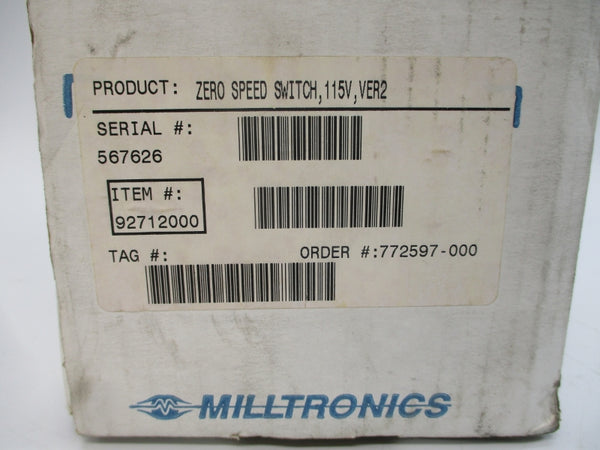 PRODUCT: ZERO SPEED SWITCH,115V,VER2
SERIAL #:
567626
ITEM #:
92712000
TAG #: ORDER #:772597-000
MILLTRONICS